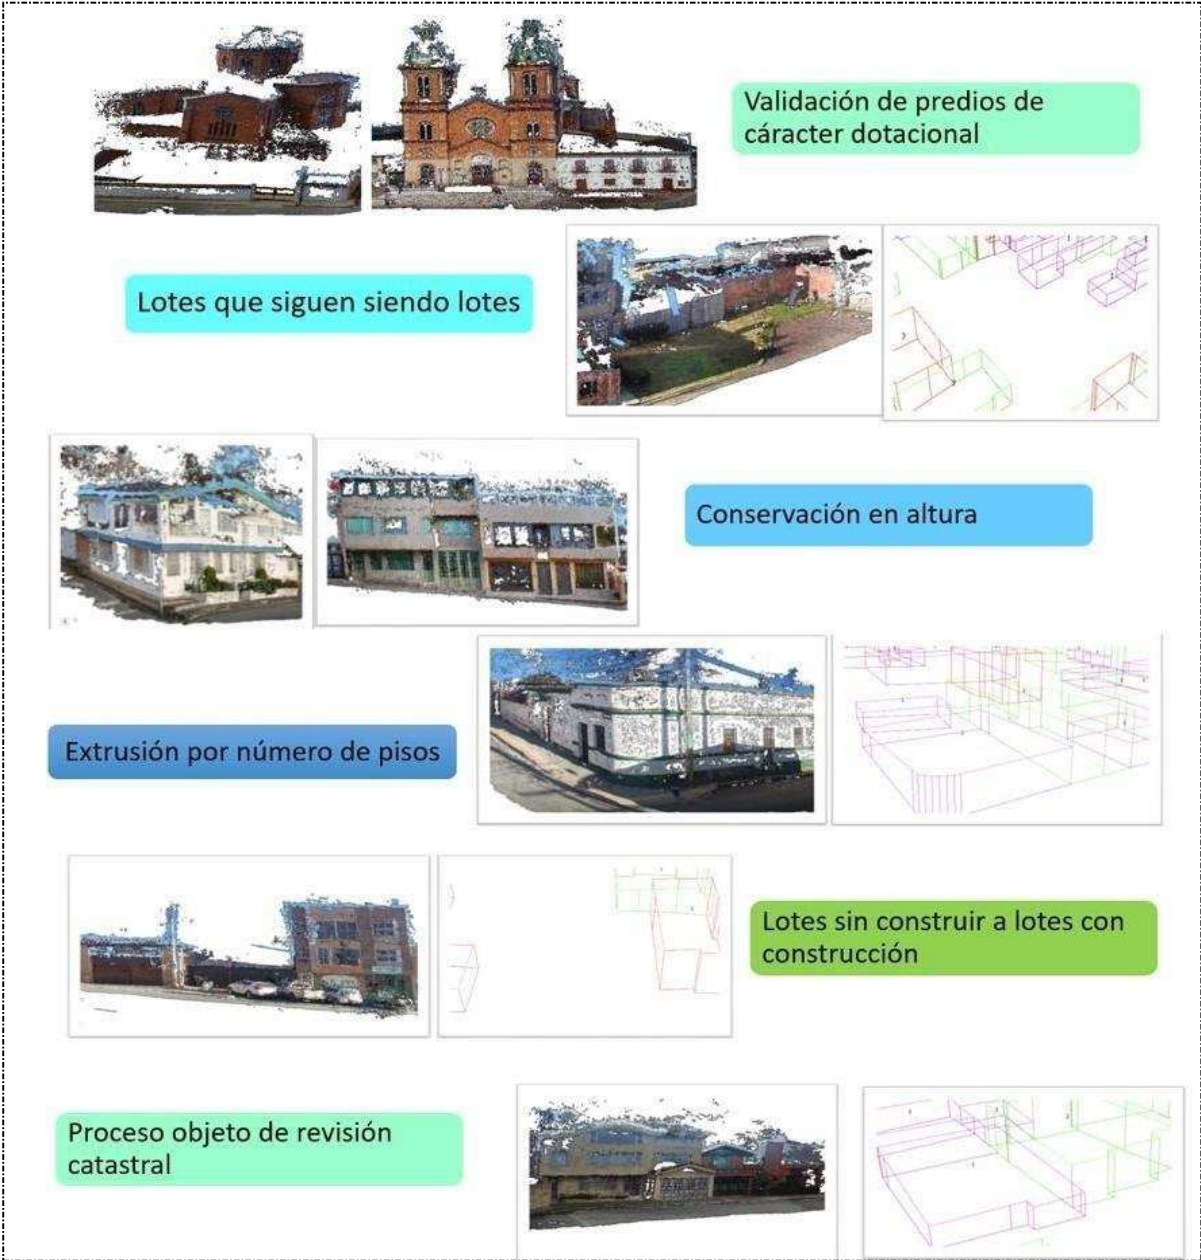 Validación de predios de
cáracter dotacional
Lotes que siguen siendo lotes
Conservación en altura
Extrusión por número de pisos
Lotes sin construir a lotes con
construcción
Proceso objeto de revisión
catastral